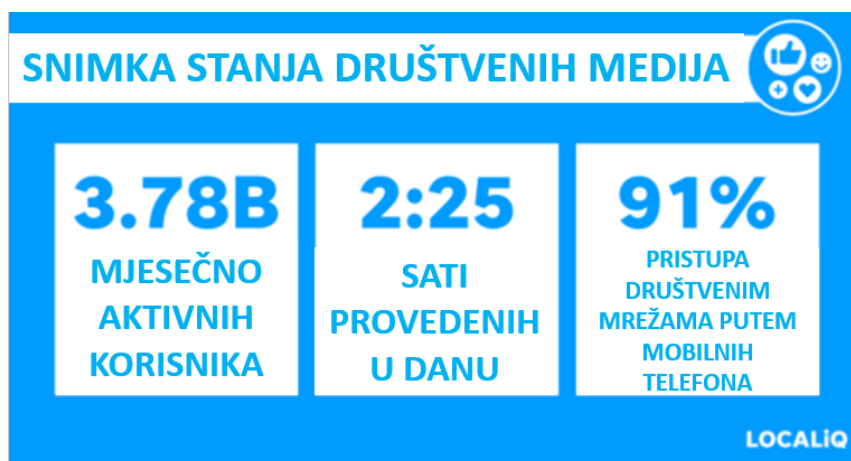 SNIMKA STANJA DRUŠTVENIH MEDIJA
3.78B
MJESEČNO
AKTIVNIH
KORISNIKA
2:25
SATI
PROVEDENIH
U DANU
91%
PRISTUPA
DRUŠTVENIM
MREŽAMA PUTEM
MOBILNIH
TELEFONA
LOCALiQ